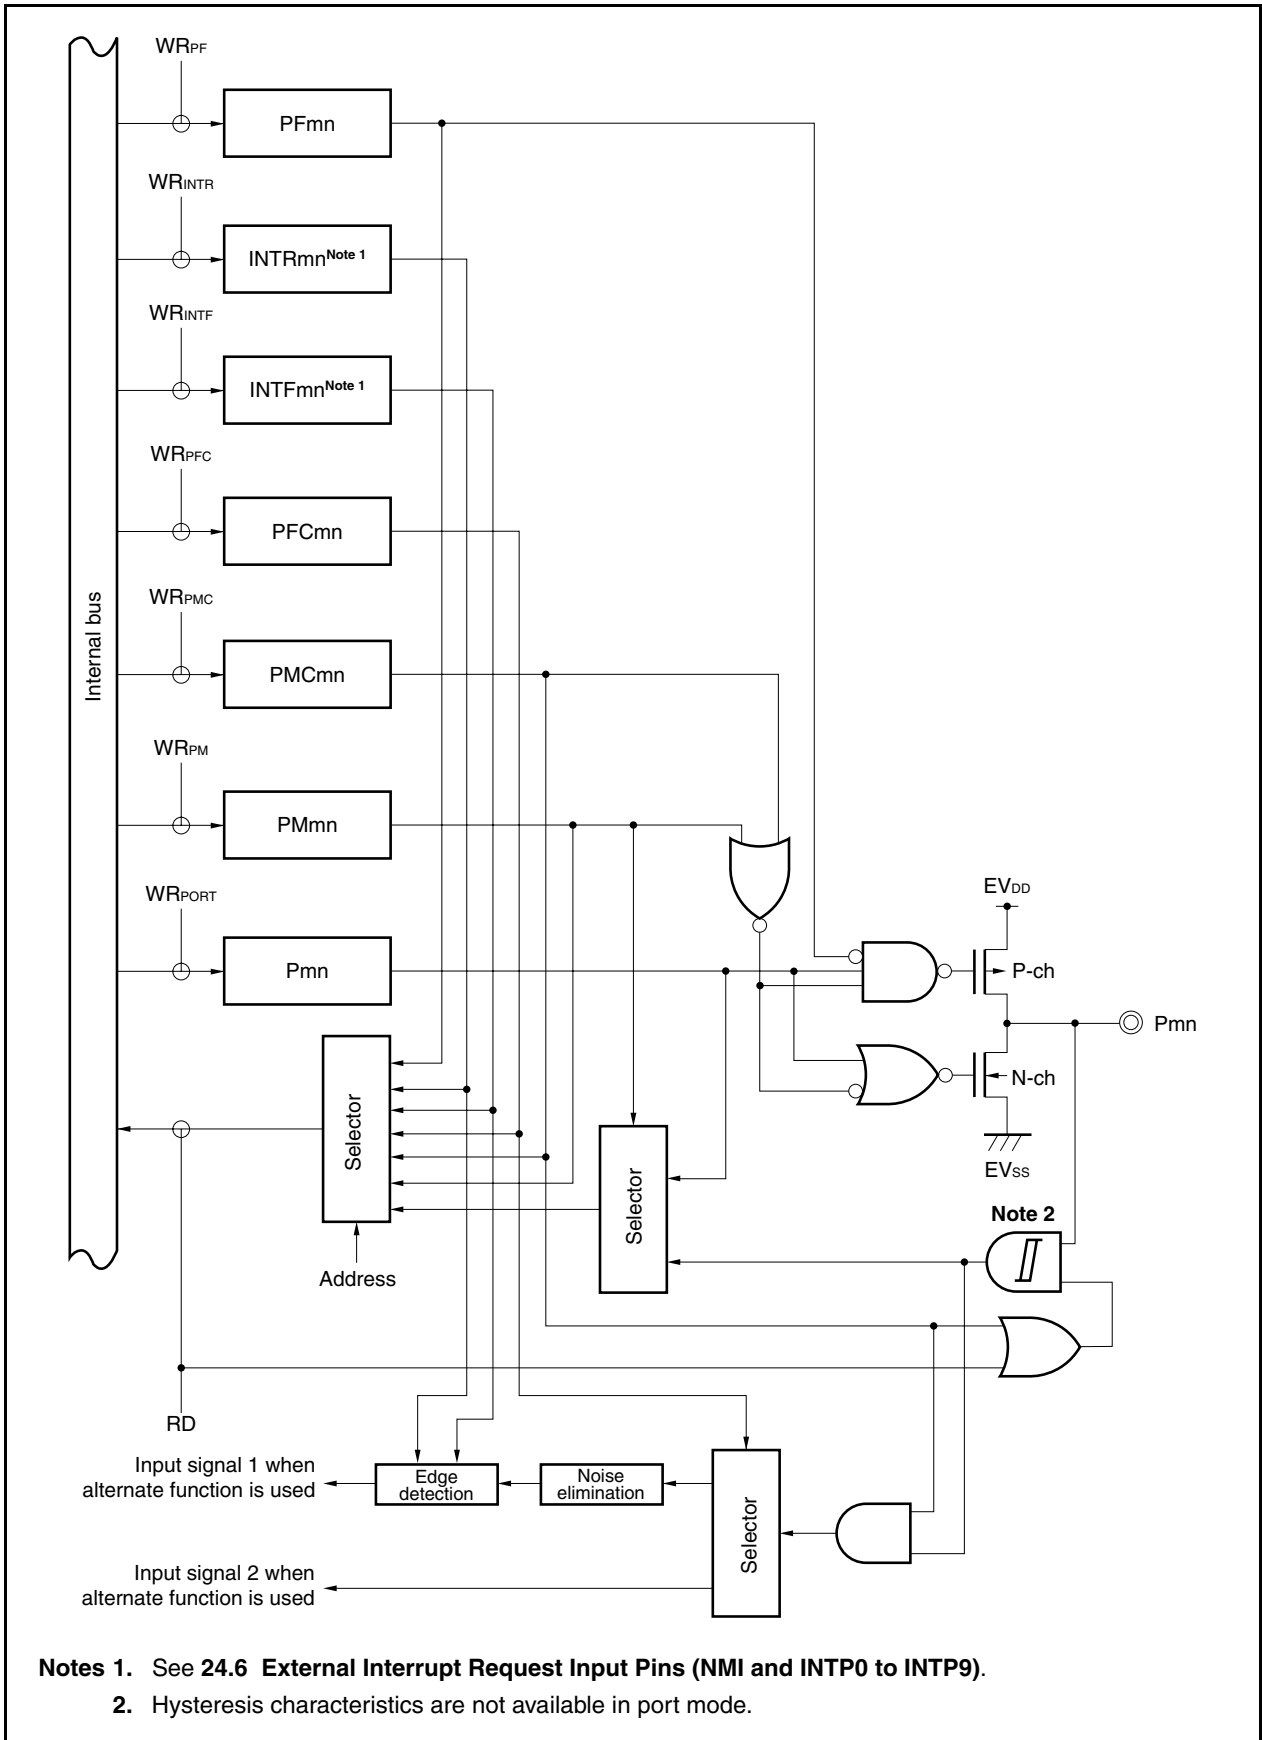 WRPF
PFmn
WRINTR
INTRmnNote 1
WRINTF
INTFmnNote 1
WRPFC
PFCmn
WRPMC
PMCmn
Internal bus
WRPM
PMmn
WRPORT
Pmn
EVDD
P-ch
Pmn
N-ch
EVSS
Selector
Selector
Note 2
Address
RD
Input signal 1 when
alternate function is used
Edge
detection
Noise
elimination
Selector
Input signal 2 when
alternate function is used
Notes 1. See 24.6 External Interrupt Request Input Pins (NMI and INTP0 to INTP9).
2. Hysteresis characteristics are not available in port mode.